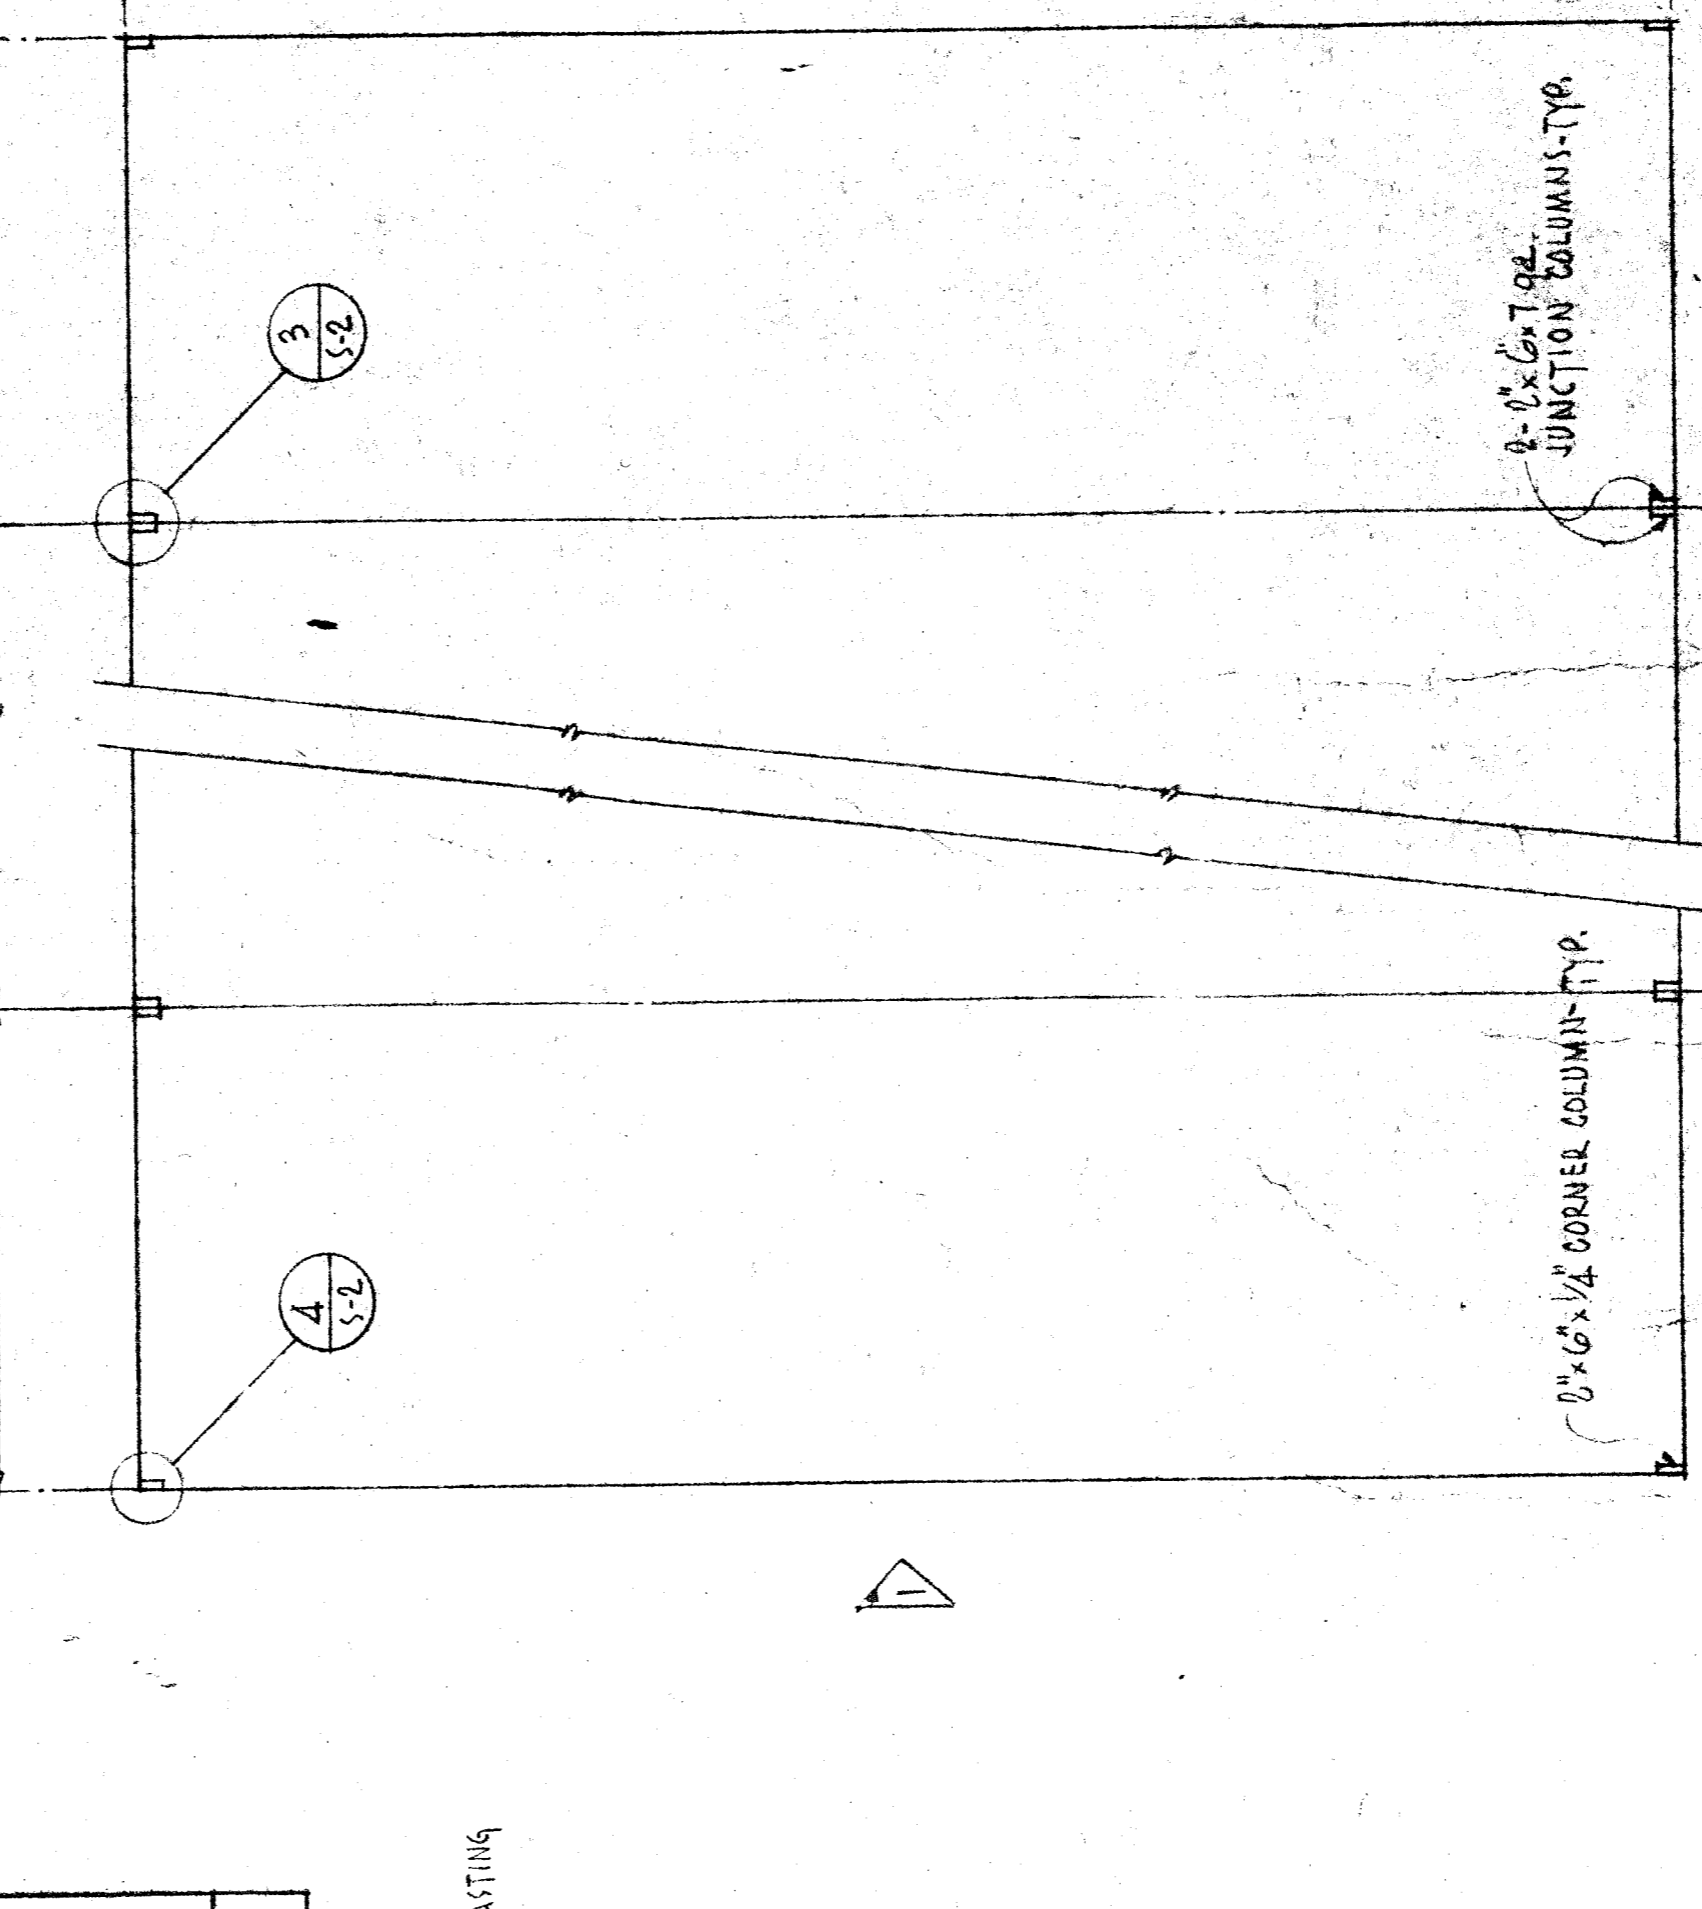 3
S-2
2-2"x6"x7 ga.
JUNCTION COLUMNS-TYP.
4
S-2
2"x6"x1/4" CORNER COLUMN-TYP.
1
ASTING